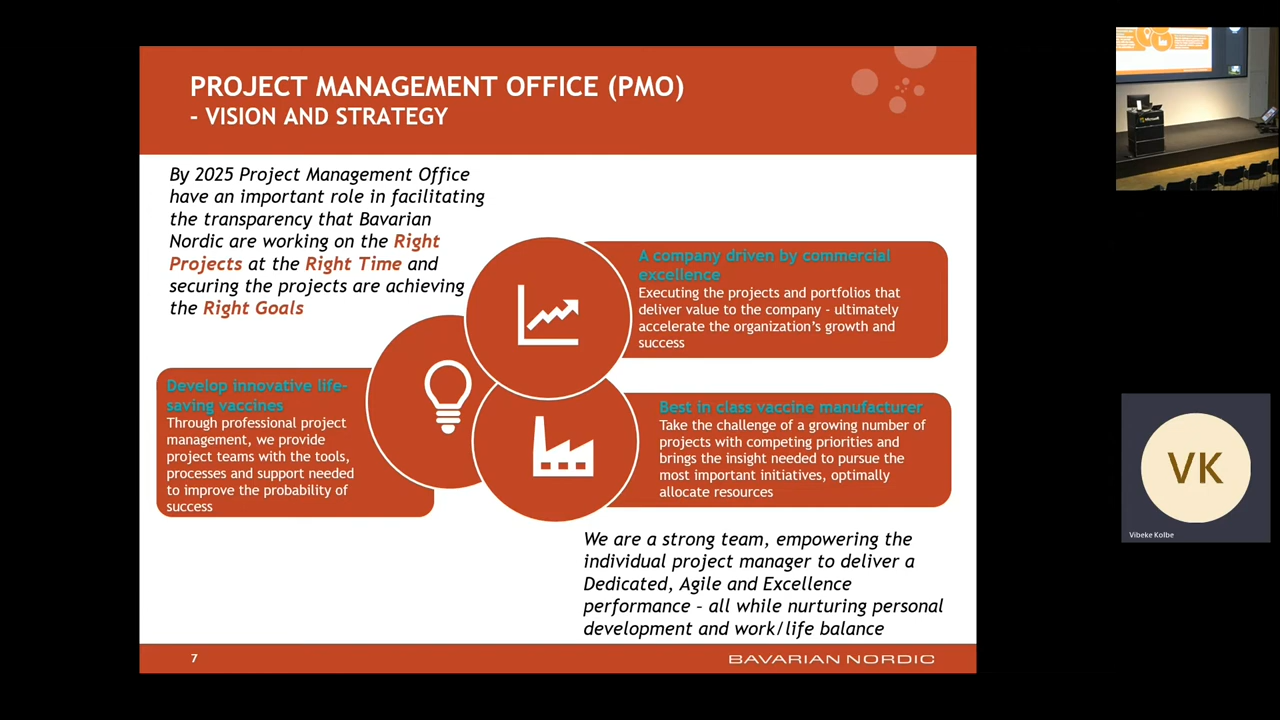 PROJECT MANAGEMENT OFFICE (PMO)
- VISION AND STRATEGY
By 2025 Project Management Office
have an important role in facilitating
the transparency that Bavarian
Nordic are working on the Right
Projects at the Right Time and
securing the projects are achieving
the Right Goals
A company driven by commercial
excellence
Executing the projects and portfolios that
deliver value to the company - ultimately
accelerate the organization's growth and
success
Develop innovative life-
saving vaccines
Through professional project
management, we provide
project teams with the tools,
processes and support needed
to improve the probability of
success
Best in class vaccine manufacturer
Take the challenge of a growing number of
projects with competing priorities and
brings the insight needed to pursue the
most important initiatives, optimally
allocate resources
We are a strong team, empowering the
individual project manager to deliver a
Dedicated, Agile and Excellence
performance – all while nurturing personal
development and work/life balance
7
BAVARIAN NORDIC
Microsoft
VK
Vibeke Kolbe